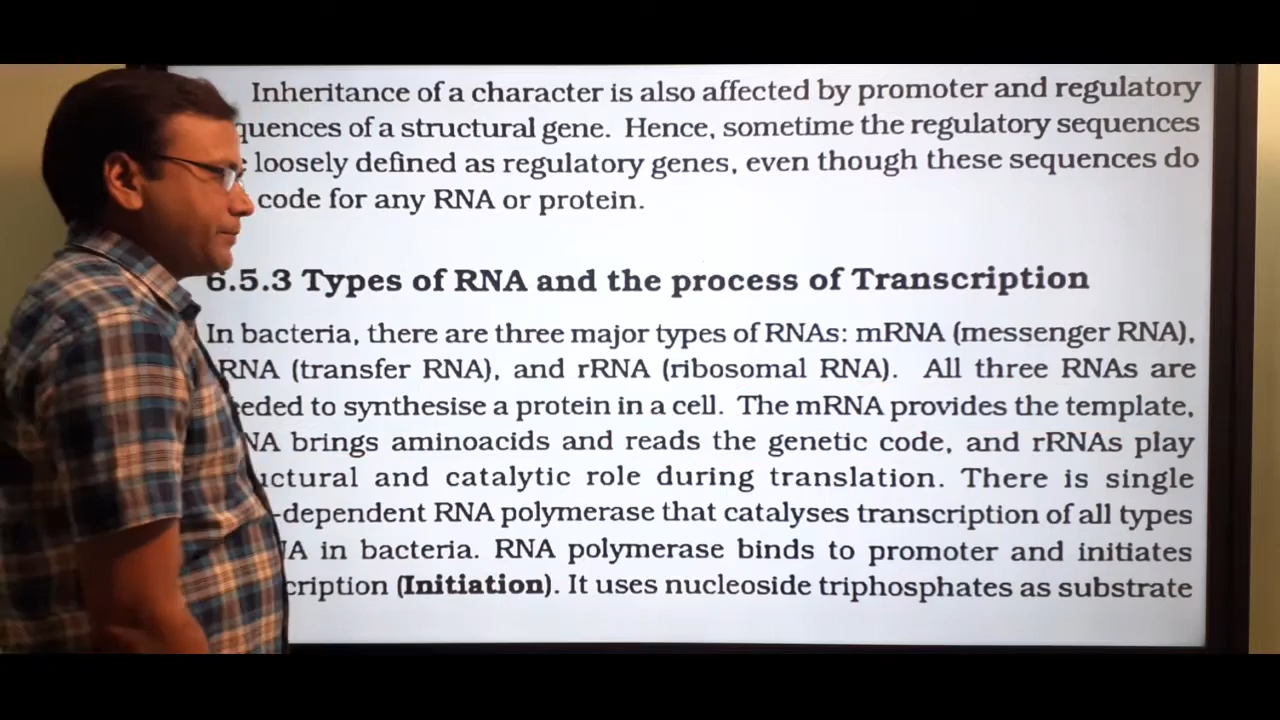 Inheritance of a character is also affected by promoter and regulatory
quences of a structural gene. Hence, sometime the regulatory sequences
loosely defined as regulatory genes, even though these sequences do
code for any RNA or protein.
6.5.3 Types of RNA and the process of Transcription
In bacteria, there are three major types of RNAs: mRNA (messenger RNA),
RNA (transfer RNA), and rRNA (ribosomal RNA). All three RNAs are
eded to synthesise a protein in a cell. The mRNA provides the template,
NA brings aminoacids and reads the genetic code, and rRNAs play
ctural and catalytic role during translation. There is single
-dependent RNA polymerase that catalyses transcription of all types
A in bacteria. RNA polymerase binds to promoter and initiates
cription (Initiation). It uses nucleoside triphosphates as substrate